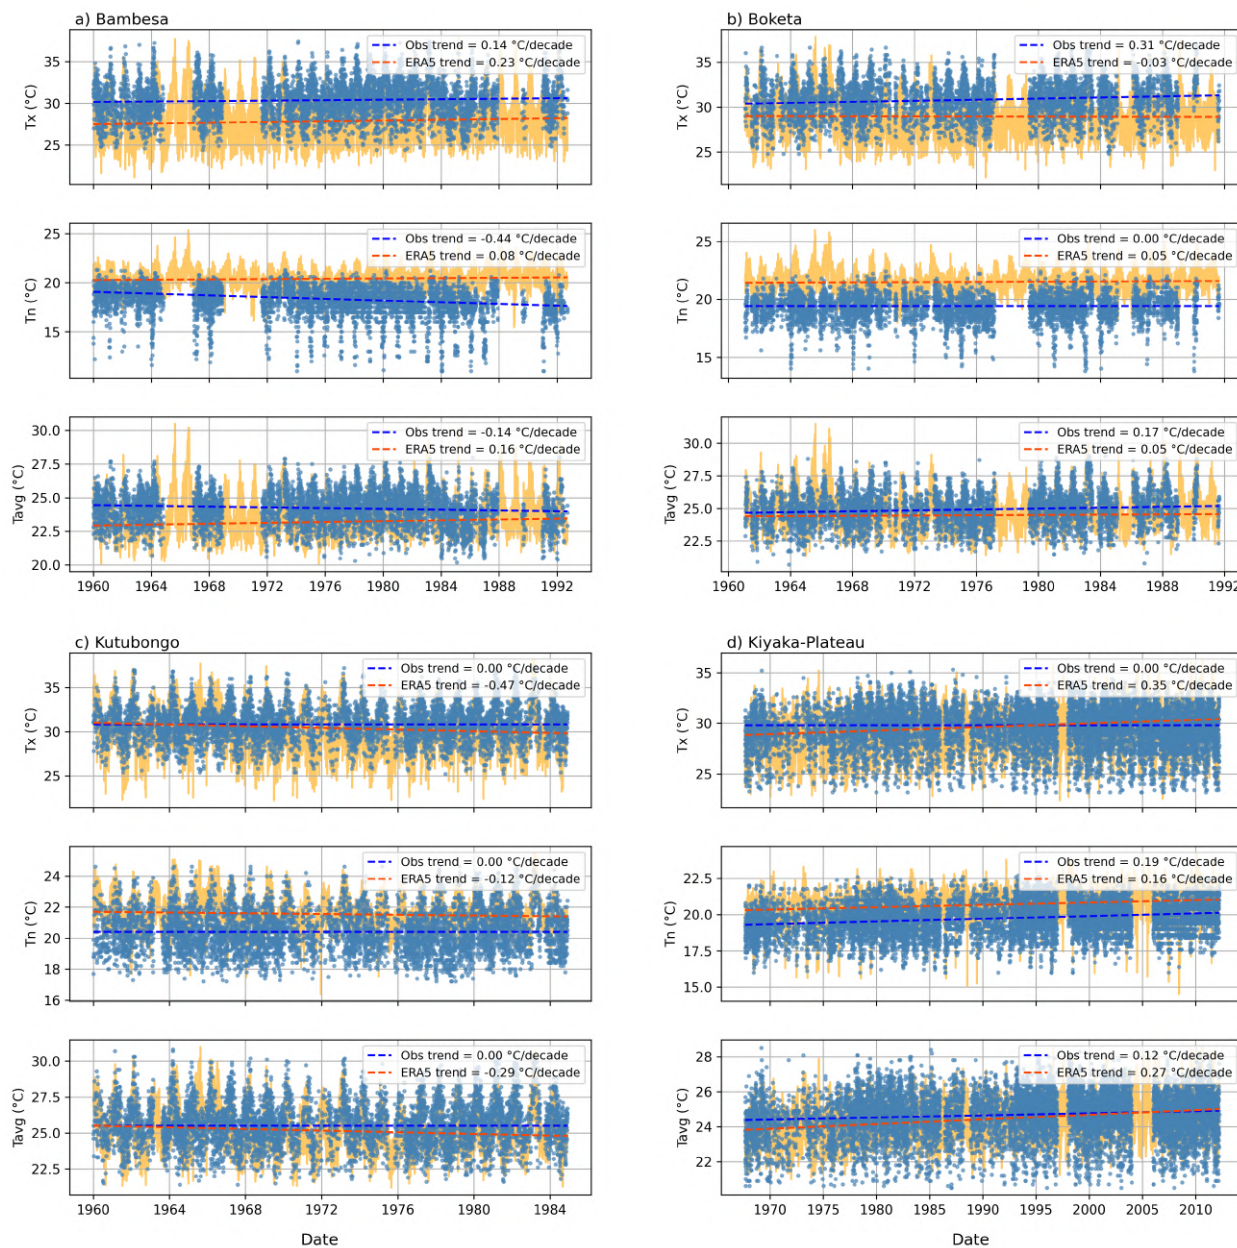 a) Bambesa
Obs trend = 0.14 °C/decade
ERA5 trend = 0.23 °C/decade
Tx (°C)
35
30
25
Obs trend = -0.44 °C/decade
ERA5 trend = 0.08 °C/decade
Tn (°C)
25
20
15
Obs trend = -0.14 °C/decade
ERA5 trend = 0.16 °C/decade
Tavg (°C)
30.0
27.5
25.0
22.5
20.0
1960 1964 1968 1972 1976 1980 1984 1988 1992
b) Boketa
Obs trend = 0.31 °C/decade
ERA5 trend = -0.03 °C/decade
Tx (°C)
35
30
25
Obs trend = 0.00 °C/decade
ERA5 trend = 0.05 °C/decade
Tn (°C)
25
20
15
Obs trend = 0.17 °C/decade
ERA5 trend = 0.05 °C/decade
Tavg (°C)
30.0
27.5
25.0
22.5
1960 1964 1968 1972 1976 1980 1984 1988 1992
c) Kutubongo
Obs trend = 0.00 °C/decade
ERA5 trend = -0.47 °C/decade
Tx (°C)
35
30
25
Obs trend = 0.00 °C/decade
ERA5 trend = -0.12 °C/decade
Tn (°C)
24
22
20
18
16
Obs trend = 0.00 °C/decade
ERA5 trend = -0.29 °C/decade
Tavg (°C)
30.0
27.5
25.0
22.5
1960 1964 1968 1972 1976 1980 1984
Date
d) Kiyaka-Plateau
Obs trend = 0.00 °C/decade
ERA5 trend = 0.35 °C/decade
Tx (°C)
35
30
25
Obs trend = 0.19 °C/decade
ERA5 trend = 0.16 °C/decade
Tn (°C)
22.5
20.0
17.5
15.0
Obs trend = 0.12 °C/decade
ERA5 trend = 0.27 °C/decade
Tavg (°C)
28
26
24
22
1970 1975 1980 1985 1990 1995 2000 2005 2010
Date